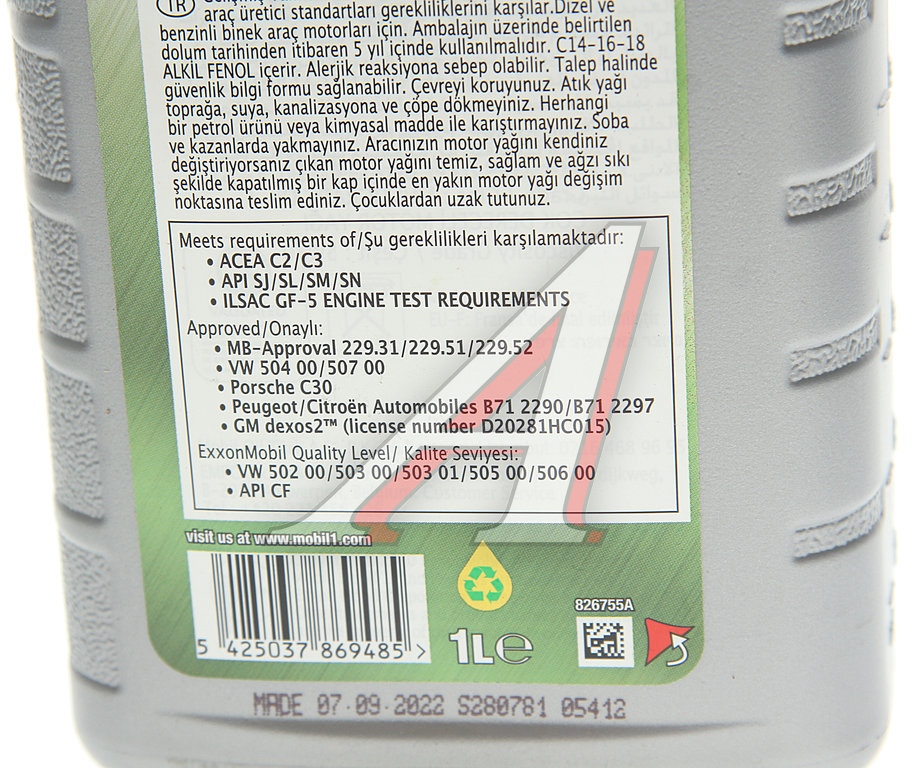 TR
araç üretici standartları gerekliliklerini karşılar.Dizel ve
benzinli binek araç motorları için. Ambalajın üzerinde belirtilen
dolum tarihinden itibaren 5 yıl içinde kullanılmalıdır. C14-16-18
ALKİL FENOL içerir. Alerjik reaksiyona sebep olabilir. Talep halinde
güvenlik bilgi formu sağlanabilir. Çevreyi koruyunuz. Atık yağı
toprağa, suya, kanalizasyona ve çöpe dökmeyiniz. Herhangi
bir petrol ürünü veya kimyasal madde ile karıştırmayınız. Soba
ve kazanlarda yakmayınız. Aracınızın motor yağını kendiniz
değiştiriyorsanız çıkan motor yağını temiz, sağlam ve ağzı sıkı
şekilde kapatılmış bir kap içinde en yakın motor yağı değişim
noktasına teslim ediniz. Çocuklardan uzak tutunuz.
Meets requirements of/Şu gereklilikleri karşılamaktadır:
• ACEA C2/C3
• API SJ/SL/SM/SN
• ILSAC GF-5 ENGINE TEST REQUIREMENTS
Approved/Onaylı:
• MB-Approval 229.31/229.51/229.52
• VW 504 00/507 00
• Porsche C30
• Peugeot/Citroën Automobiles B71 2290/B71 2297
• GM dexos2™ (license number D20281HC015)
ExxonMobil Quality Level/ Kalite Seviyesi:
• VW 502 00/503 00/503 01/505 00/506 00
• API CF
visit us at www.mobil1.com
5 425037 869485 >
1L e
826755A
MADE 07.09.2022 S280781 05412